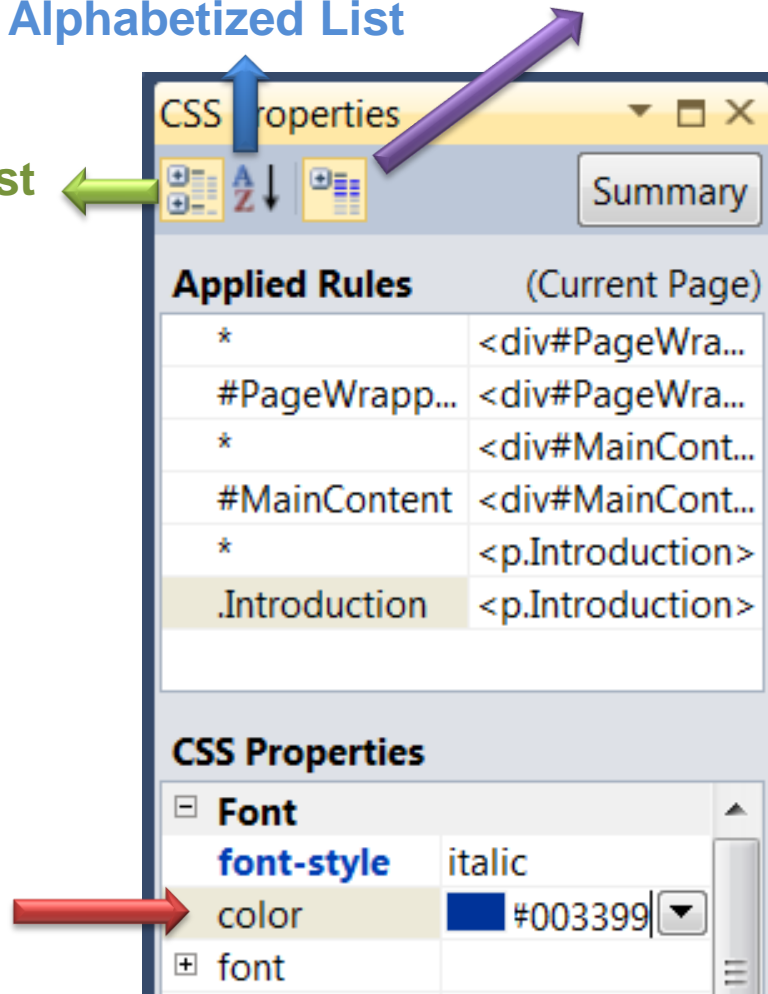 Alphabetized List
CSS roperties
st
A
Z
Summary
Applied Rules (Current Page)
* <div#PageWra...
#PageWrapp... <div#PageWra...
* <div#MainCont...
#MainContent <div#MainCont...
* <p.Introduction>
.Introduction <p.Introduction>
CSS Properties
Font
font-style italic
color #003399
font